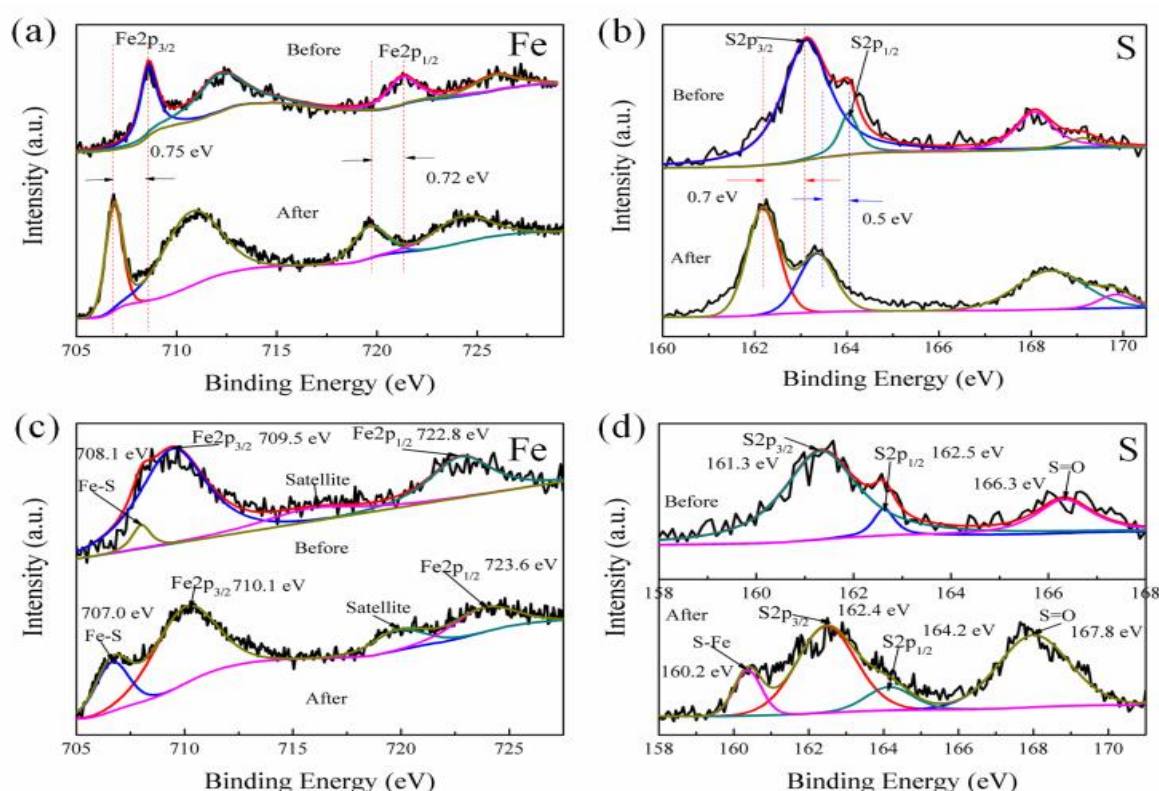 (a)
Fe2p3/2
Before
Fe2p1/2
Fe
0.75 eV
0.72 eV
After
Intensity (a.u.)
705 710 715 720 725
Binding Energy (eV)
(b)
S2p3/2
S2p1/2
S
Before
0.7 eV
0.5 eV
After
Intensity (a.u.)
160 162 164 166 168 170
Binding Energy (eV)
(c)
708.1 eV
Fe2p3/2 709.5 eV
Fe2p1/2 722.8 eV
Fe
Fe-S
Satellite
Before
707.0 eV
Fe2p3/2 710.1 eV
Fe2p1/2 723.6 eV
Fe-S
Satellite
After
Intensity (a.u.)
705 710 715 720 725
Binding Energy (eV)
(d)
S2p3/2
161.3 eV
S2p1/2
162.5 eV
S=O
166.3 eV
S
Before
158 160 162 164 166 168
After
S-Fe
160.2 eV
S2p3/2
162.4 eV
S2p1/2
164.2 eV
S=O
167.8 eV
Intensity (a.u.)
158 160 162 164 166 168 170
Binding Energy (eV)